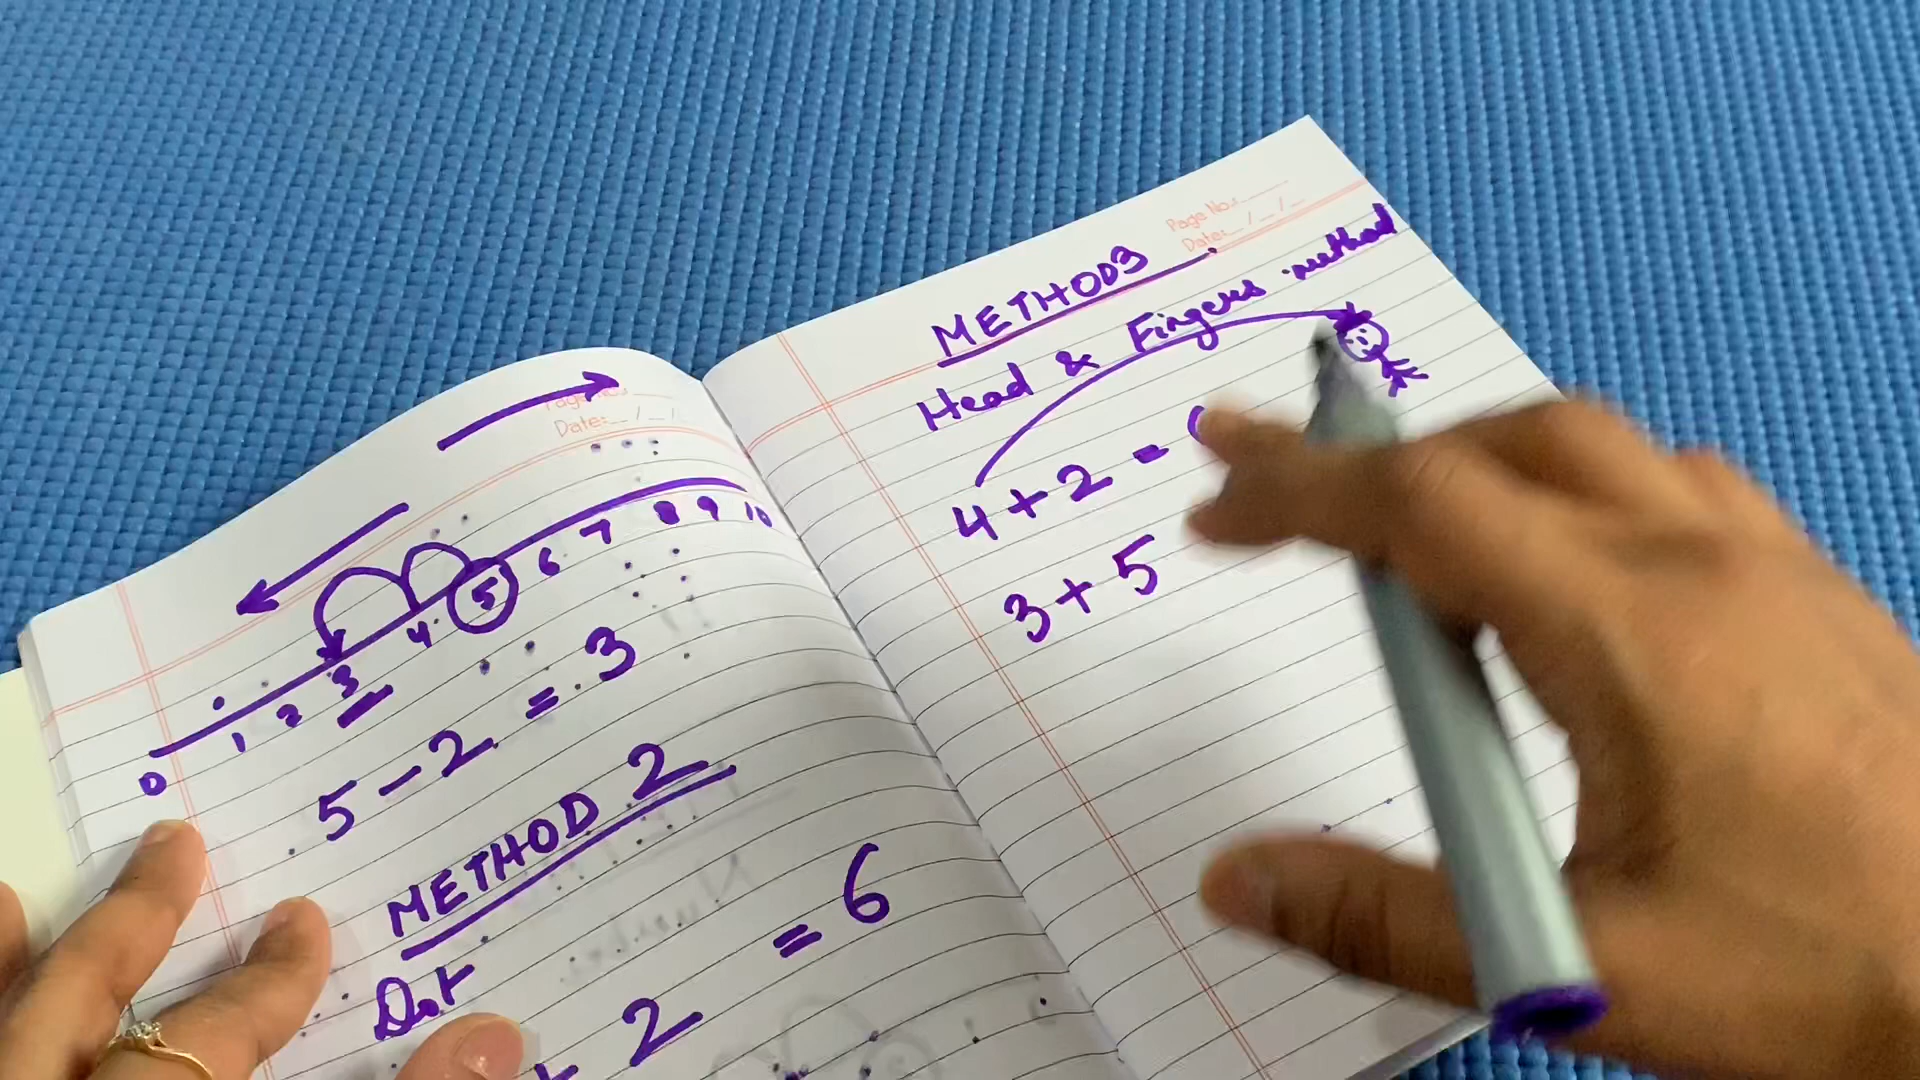 Page No.
Date: _ / _ / _
0 1 2 3 4 5 6 7 8 9 10
5 - 2 = 3
METHOD 2
Dot
+ 2 = 6
Page No.
Date: _ / _ / _
METHOD3
Head & Fingers method
4 + 2 =
3 + 5